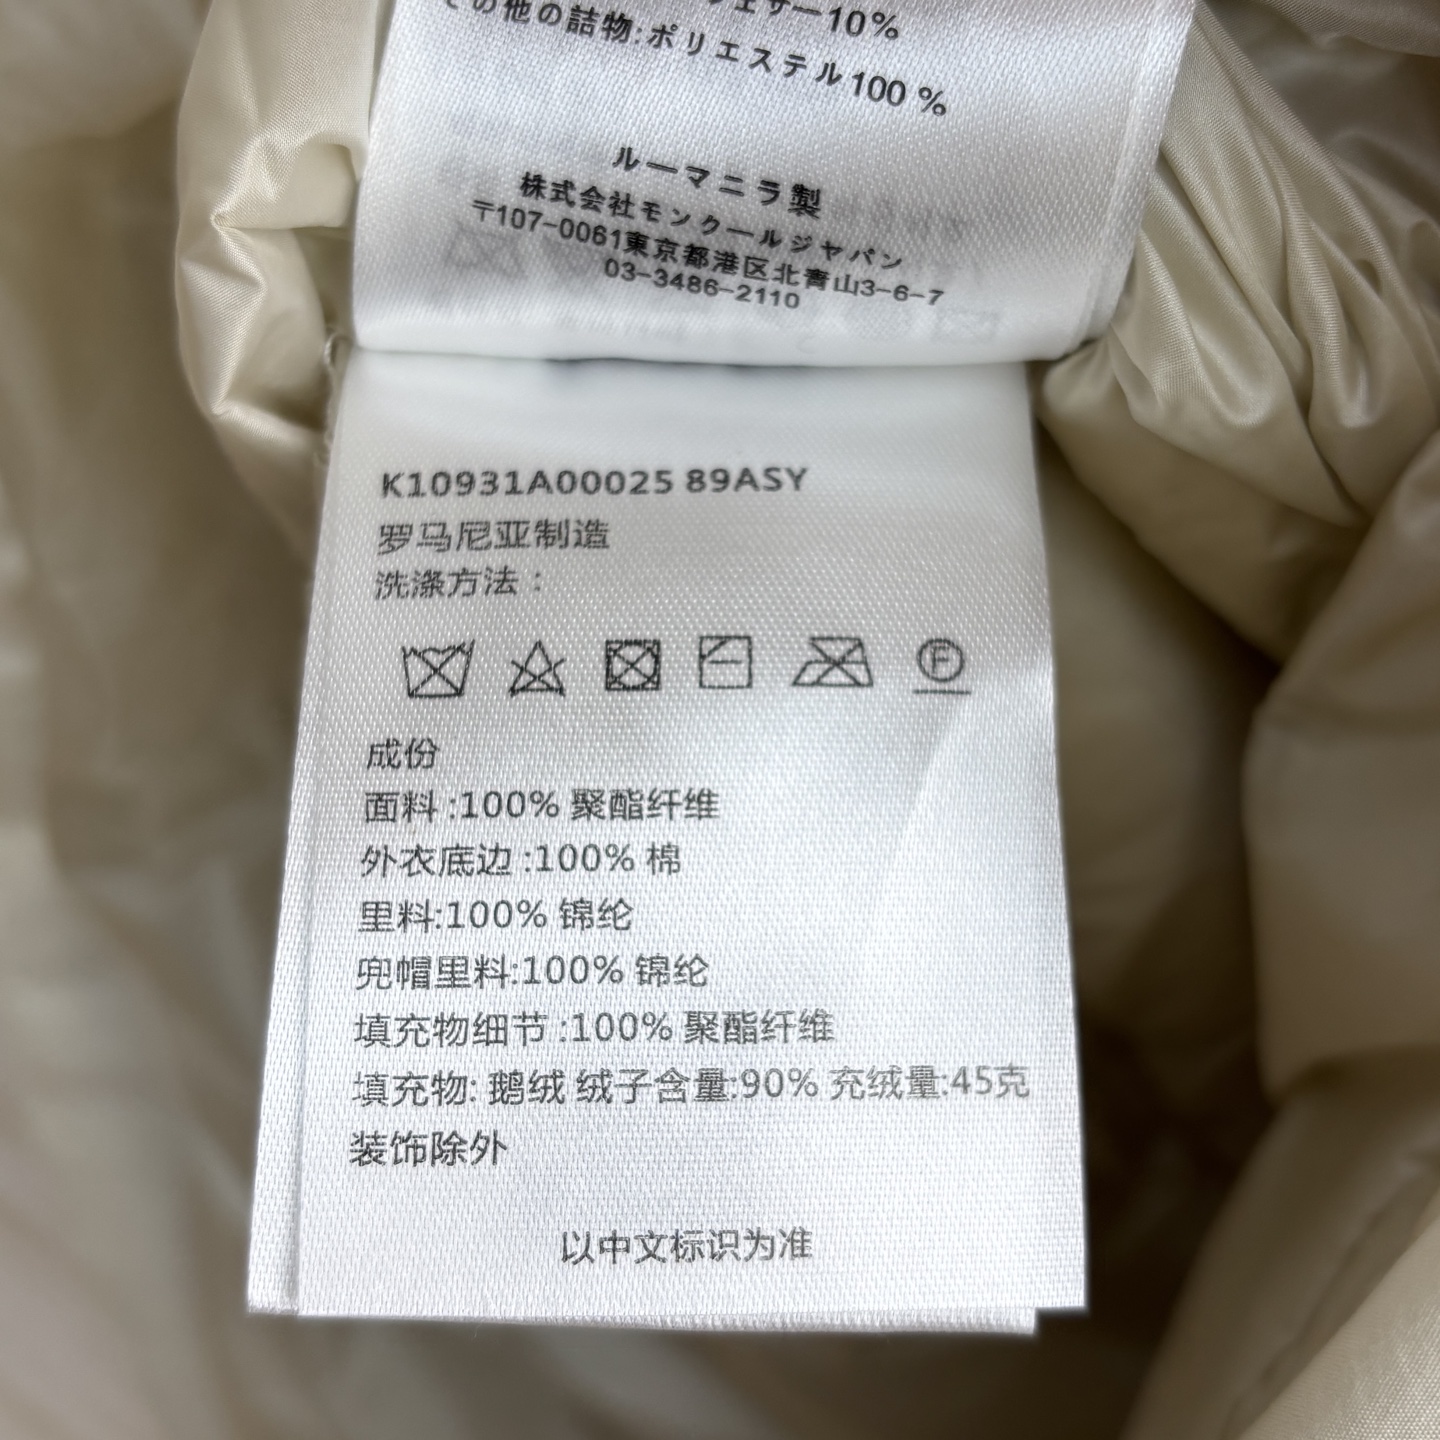 ェザー10%
その他の詰物:ポリエステル100 %
ルーマニラ製
株式会社モンクールジヤパン
〒107-0061東京都港区北青山3-6-7
03-3486-2110
K10931A00025 89ASY
罗马尼亚制造
洗涤方法：
F
成份
面料 :100% 聚酯纤维
外衣底边 :100% 棉
里料:100% 锦纶
兜帽里料:100% 锦纶
填充物细节 :100% 聚酯纤维
填充物: 鹅绒 绒子含量:90% 充绒量:45克
装饰除外
以中文标识为准